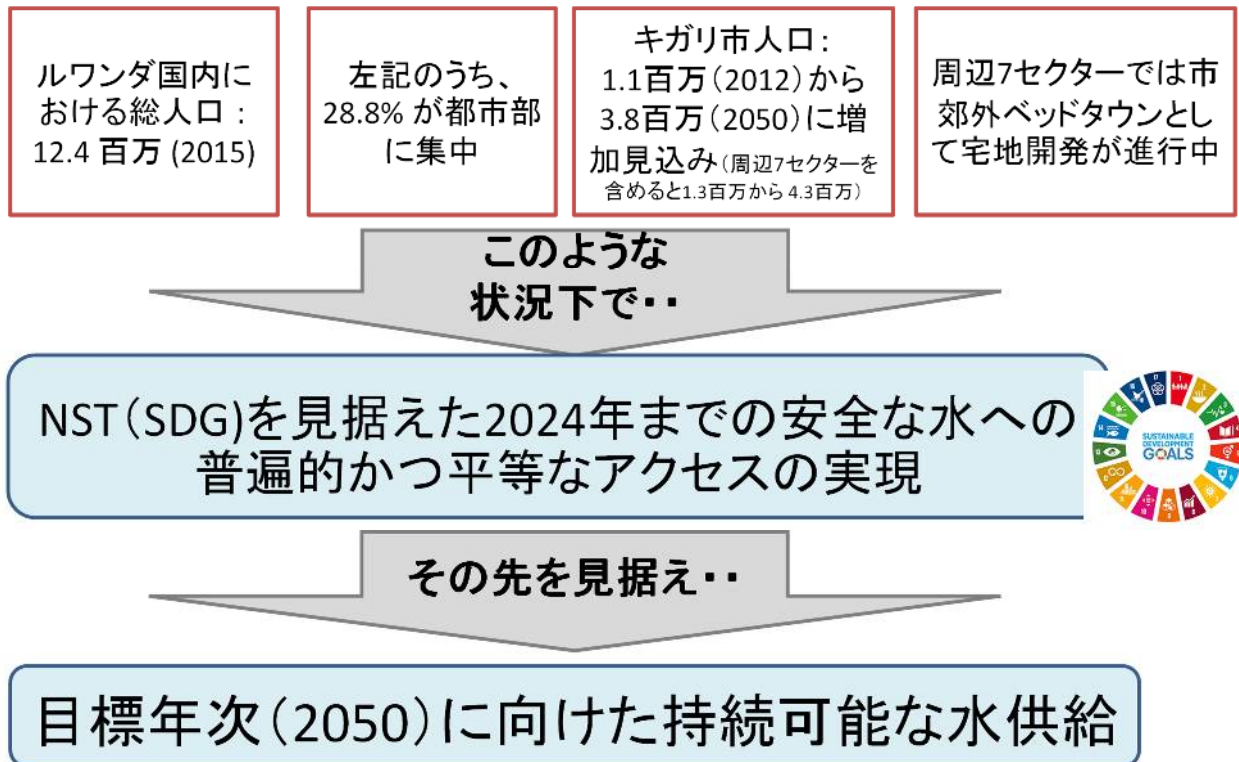 ルワンダ国内に
おける総人口：
12.4 百万 (2015)
左記のうち、
28.8% が都市部
に集中
キガリ市人口：
1.1百万（2012）から
3.8百万（2050）に増
加見込み（周辺7セクターを
含めると1.3百万から 4.3百万）
周辺7セクターでは市
郊外ベッドタウンとし
て宅地開発が進行中
このような
状況下で・・
NST（SDG)を見据えた2024年までの安全な水への
普遍的かつ平等なアクセスの実現
SUSTAINABLE
DEVELOPMENT
GOALS
その先を見据え・・
目標年次（2050）に向けた持続可能な水供給